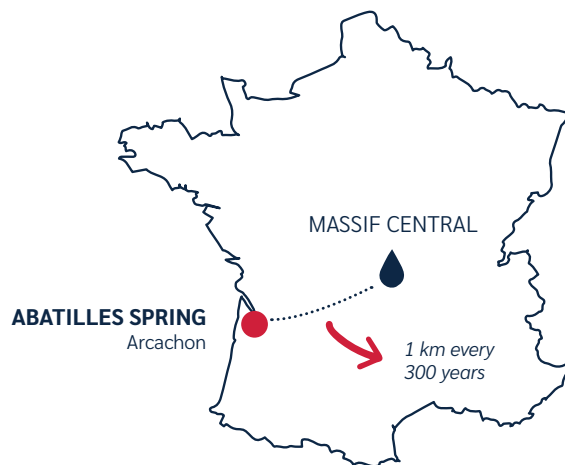 MASSIF CENTRAL
ABATILLES SPRING
Arcachon
1 km every
300 years